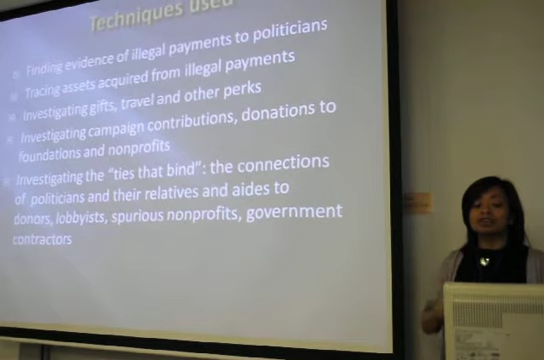 Techniques used
Finding evidence of illegal payments to politicians
Tracing assets acquired from illegal payments
Investigating gifts, travel and other perks
Investigating campaign contributions, donations to
foundations and nonprofits
Investigating the “ties that bind”: the connections
of politicians and their relatives and aides to
donors, lobbyists, spurious nonprofits, government
contractors